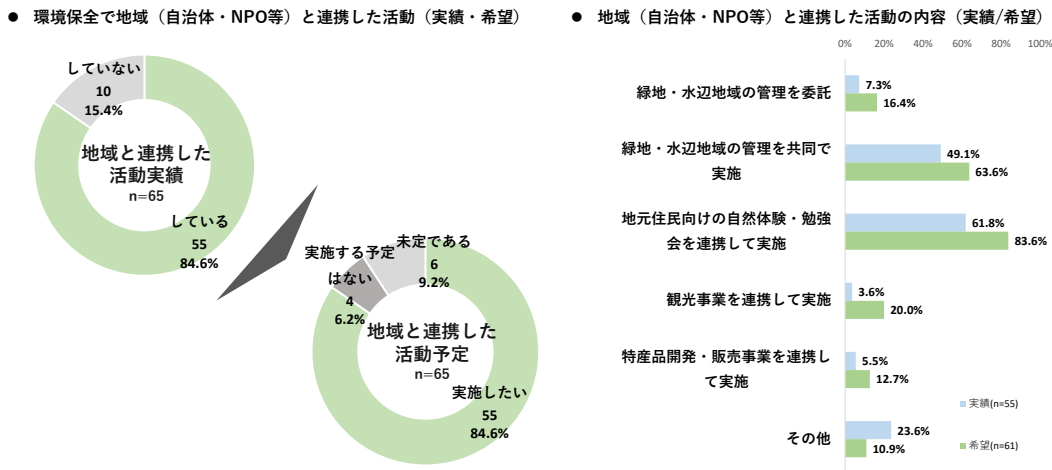 ● 環境保全で地域（自治体・NPO等）と連携した活動（実績・希望）
していない
10
15.4%
地域と連携した
活動実績
n=65
している
55
84.6%
実施する予定
はない
4
6.2%
未定である
6
9.2%
地域と連携した
活動予定
n=65
実施したい
55
84.6%
● 地域（自治体・NPO等）と連携した活動の内容（実績/希望）
0% 20% 40% 60% 80% 100%
緑地・水辺地域の管理を委託
7.3%
16.4%
緑地・水辺地域の管理を共同で
実施
49.1%
63.6%
地元住民向けの自然体験・勉強
会を連携して実施
61.8%
83.6%
観光事業を連携して実施
3.6%
20.0%
特産品開発・販売事業を連携し
て実施
5.5%
12.7%
その他
23.6%
10.9%
実績(n=55)
希望(n=61)